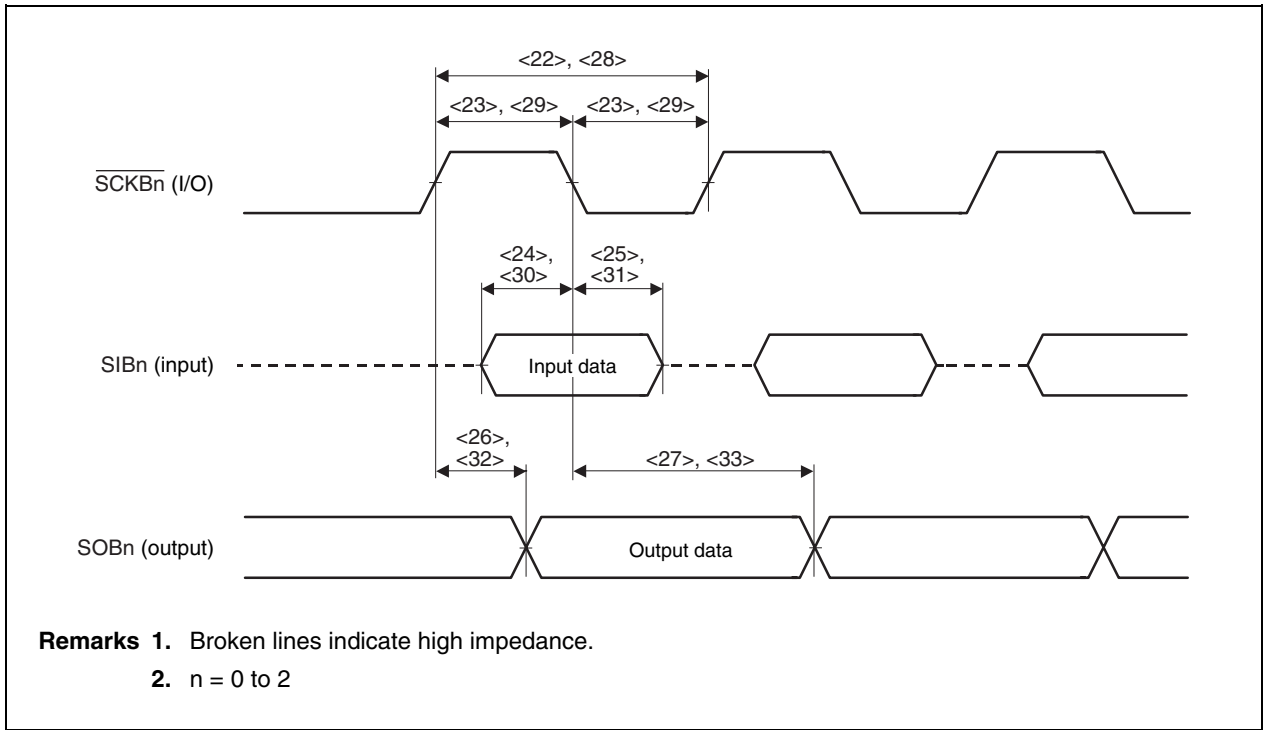 <22>, <28>
<23>, <29> <23>, <29>
SCKBn (I/O)
<24>, <25>,
<30> <31>
SIBn (input) Input data
<26>,
<32> <27>, <33>
SOBn (output) Output data
Remarks 1. Broken lines indicate high impedance.
2. n = 0 to 2